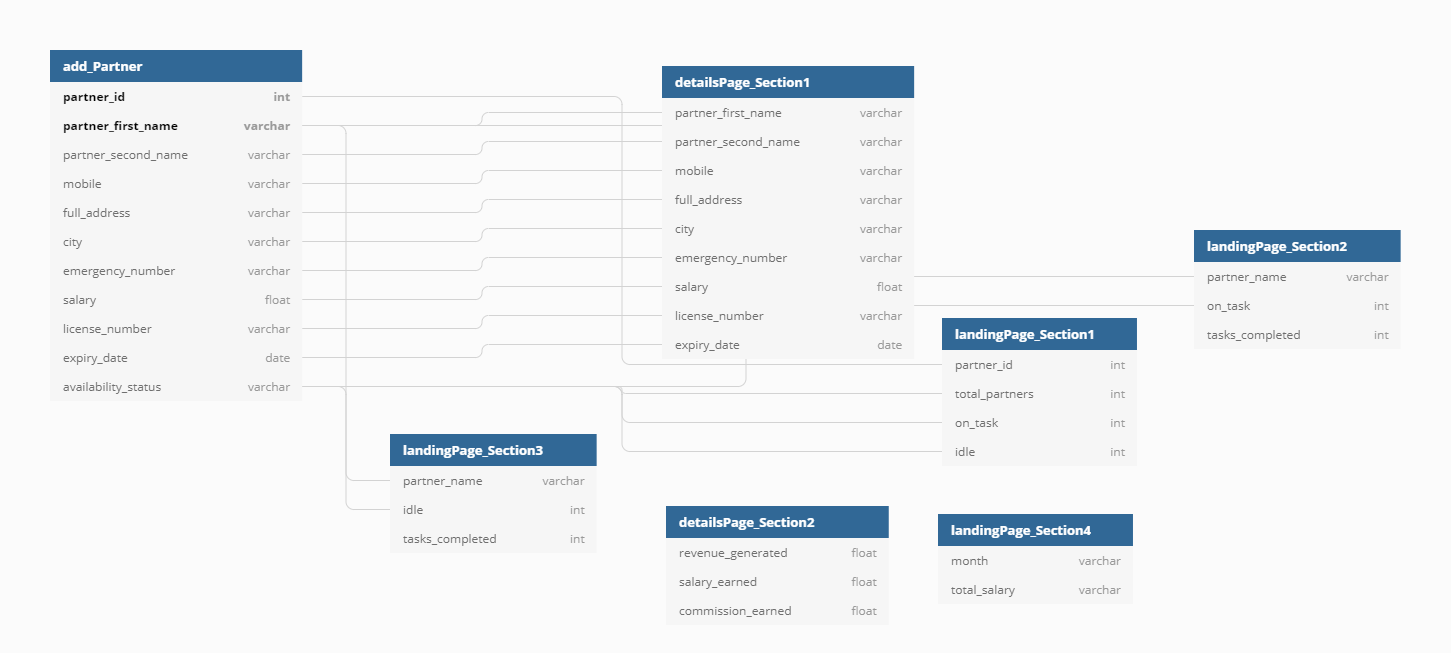 add_Partner
partner_id int
partner_first_name varchar
partner_second_name varchar
mobile varchar
full_address varchar
city varchar
emergency_number varchar
salary float
license_number varchar
expiry_date date
availability_status varchar
detailsPage_Section1
partner_first_name varchar
partner_second_name varchar
mobile varchar
full_address varchar
city varchar
emergency_number varchar
salary float
license_number varchar
expiry_date date
landingPage_Section2
partner_name varchar
on_task int
tasks_completed int
landingPage_Section1
partner_id int
total_partners int
on_task int
idle int
landingPage_Section3
partner_name varchar
idle int
tasks_completed int
detailsPage_Section2
revenue_generated float
salary_earned float
commission_earned float
landingPage_Section4
month varchar
total_salary varchar